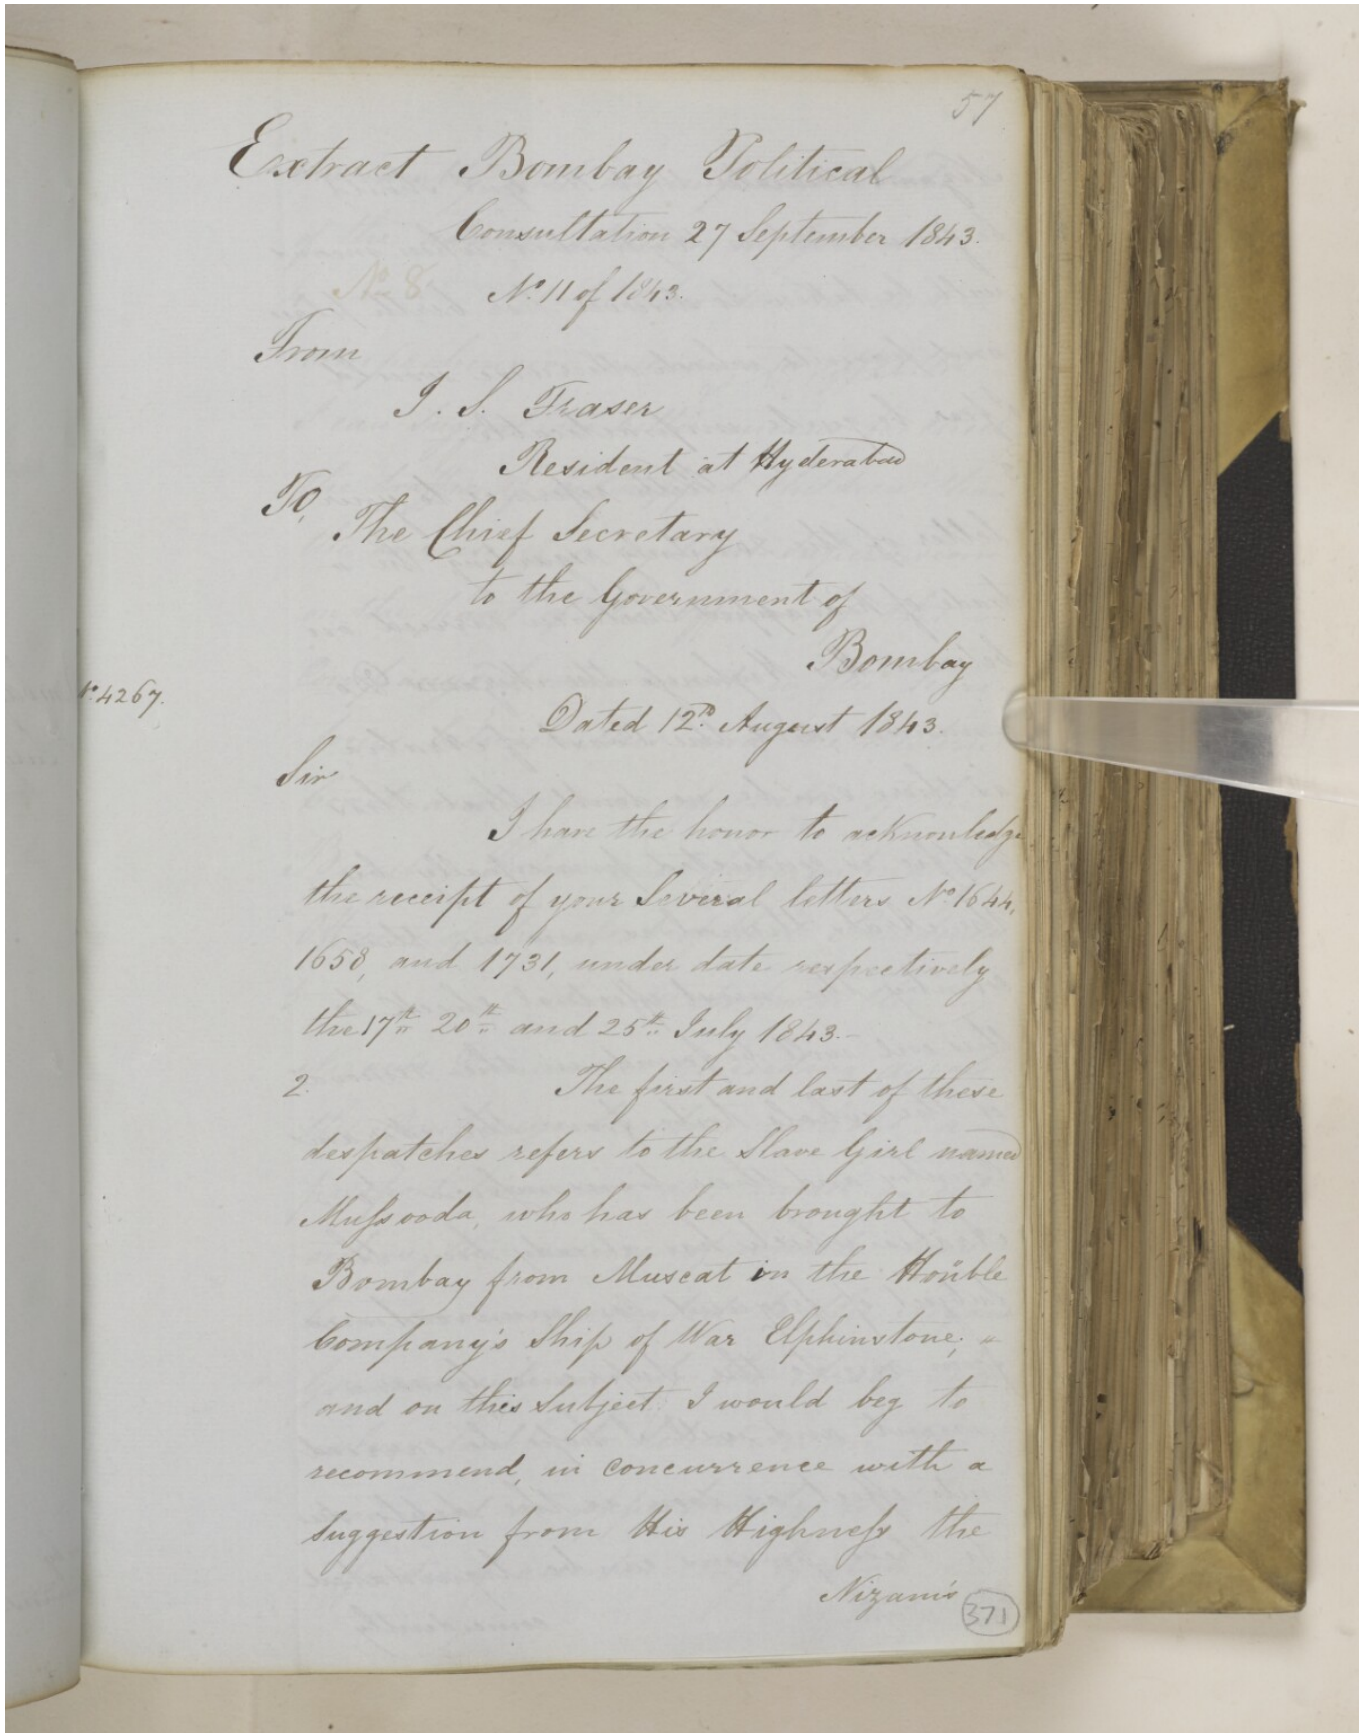 57
Extract Bombay Political
Consultation 27 September 1843.
No 8 No. 11 of 1843.
From
J. S. Fraser
Resident at Hyderabad
To,
The Chief Secretary
to the Government of
Bombay
No. 4267.
Dated 12th August 1843.
Sir
I have the honor to acknowledge
the receipt of your Several letters No 1644,
1658, and 1731, under date respectively
the 17th 20th and 25th July 1843.-
2. The first and last of these
despatches refers to the Slave Girl named
Mufsooda, who has been brought to
Bombay from Muscat in the Hon'ble
Company's Ship of War Elphinstone; "
and on this Subject I would beg to
recommend, in concurrence with a
Suggestion from His Highnefs the
Nizam's
371